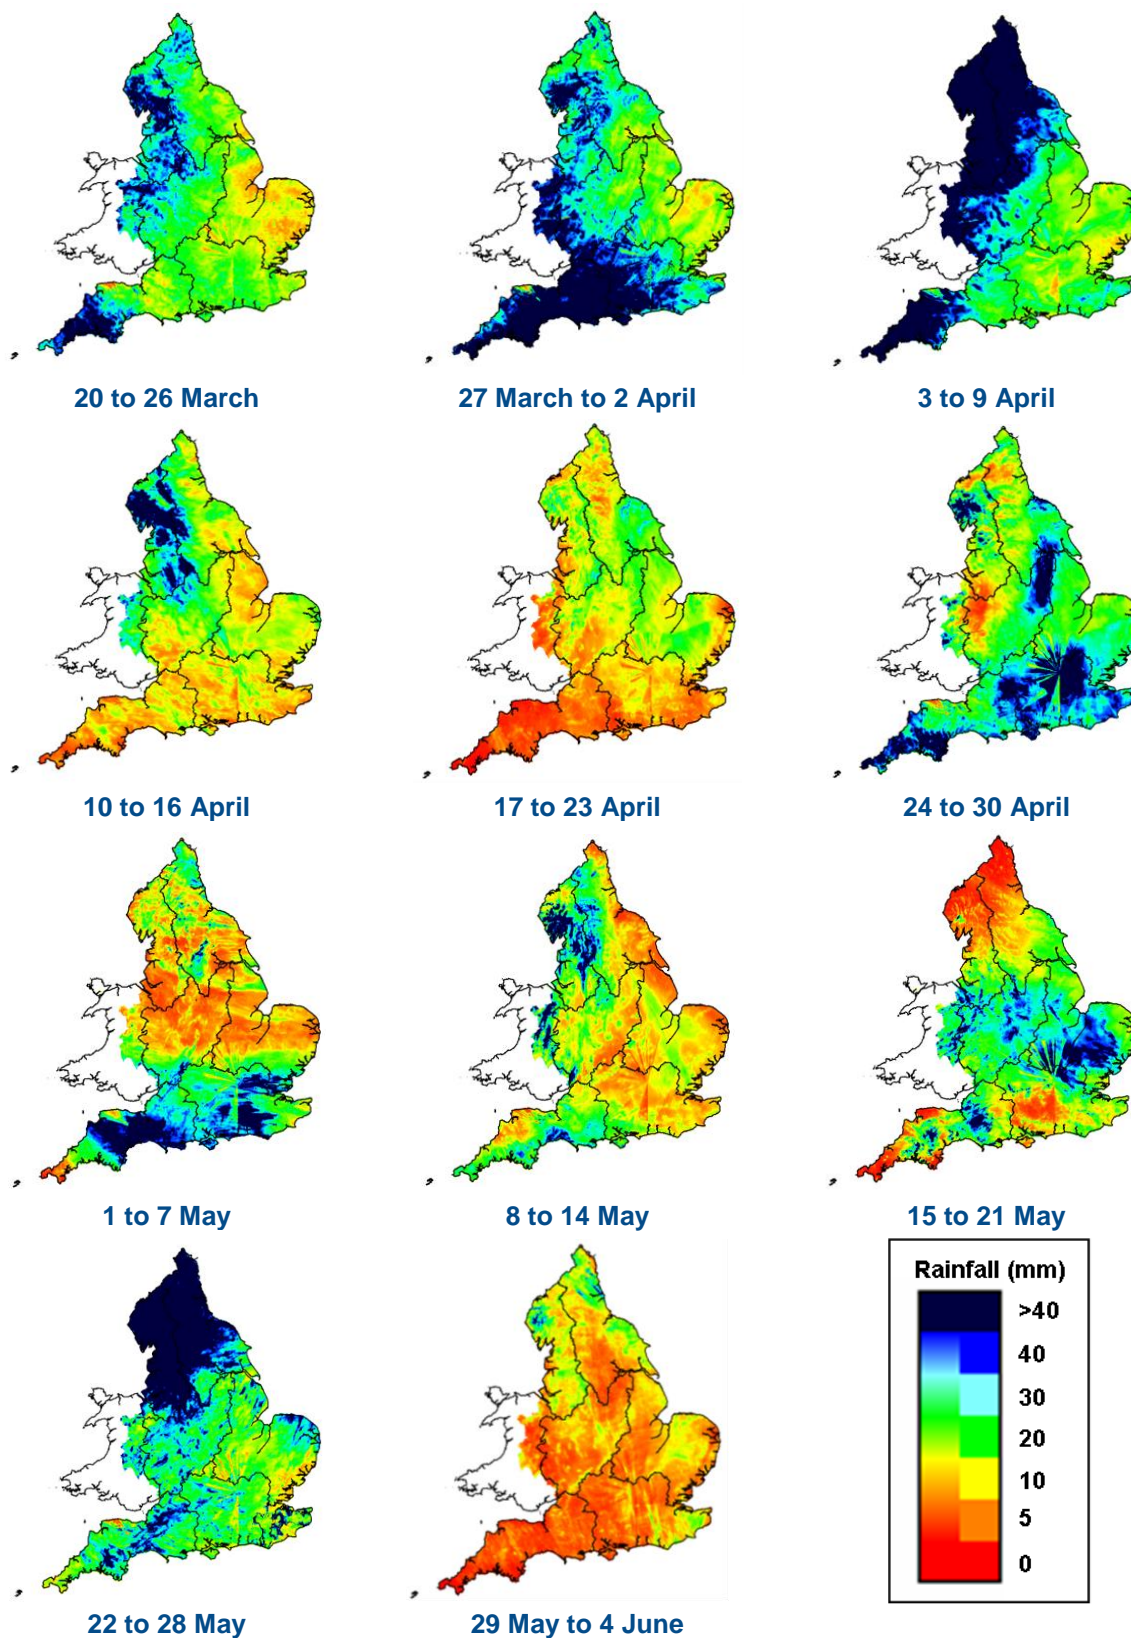 20 to 26 March
27 March to 2 April
3 to 9 April
10 to 16 April
17 to 23 April
24 to 30 April
1 to 7 May
8 to 14 May
15 to 21 May
Rainfall (mm)
>40
40
30
20
10
5
0
22 to 28 May
29 May to 4 June